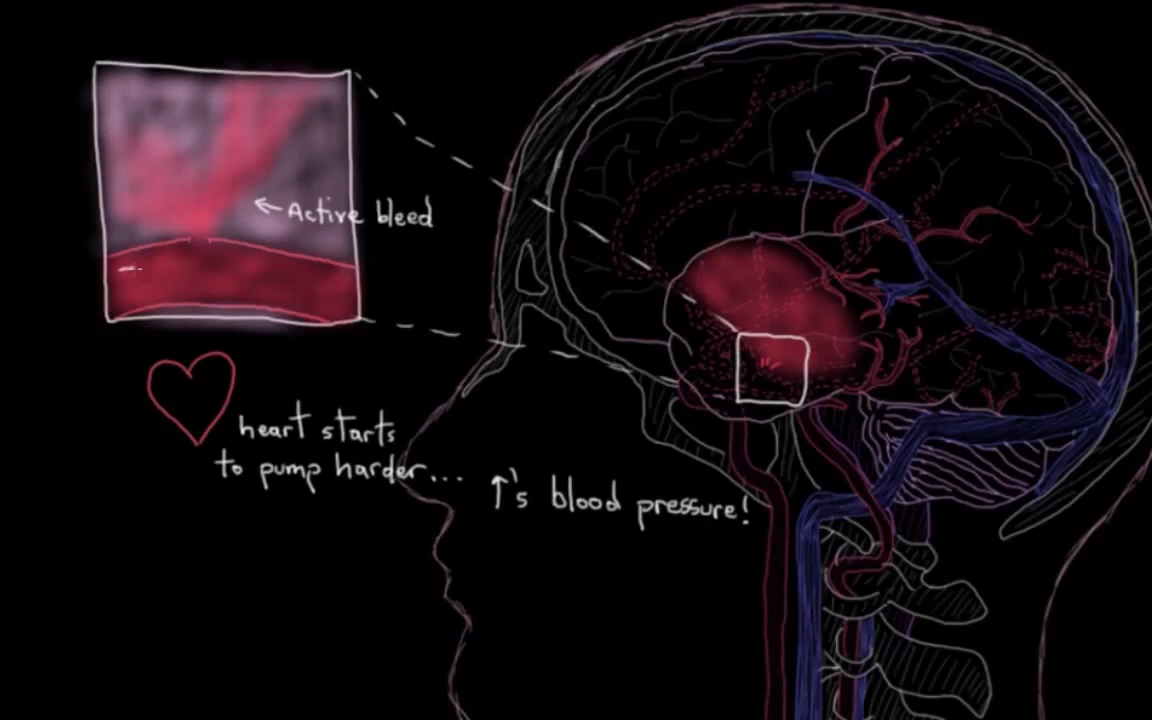 ← Active bleed
heart starts
to pump harder...
↑'s blood pressure!